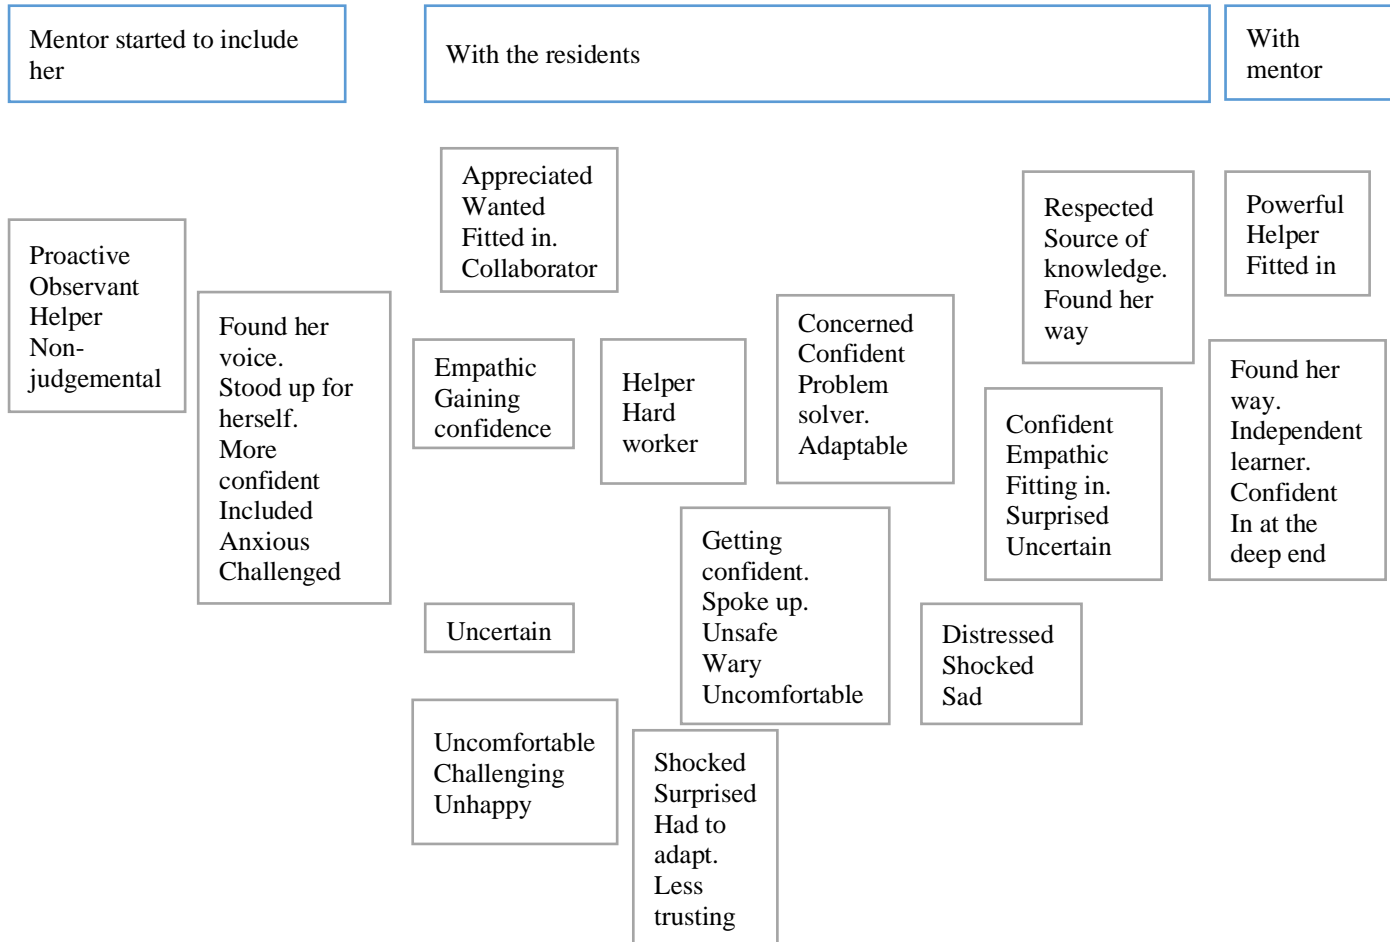 Mentor started to include
her
With the residents
With
mentor
Proactive
Observant
Helper
Non-
judgemental
Found her
voice.
Stood up for
herself.
More
confident
Included
Anxious
Challenged
Appreciated
Wanted
Fitted in.
Collaborator
Empathic
Gaining
confidence
Uncertain
Uncomfortable
Challenging
Unhappy
Helper
Hard
worker
Shocked
Surprised
Had to
adapt.
Less
trusting
Getting
confident.
Spoke up.
Unsafe
Wary
Uncomfortable
Concerned
Confident
Problem
solver.
Adaptable
Distressed
Shocked
Sad
Respected
Source of
knowledge.
Found her
way
Confident
Empathic
Fitting in.
Surprised
Uncertain
Powerful
Helper
Fitted in
Found her
way.
Independent
learner.
Confident
In at the
deep end